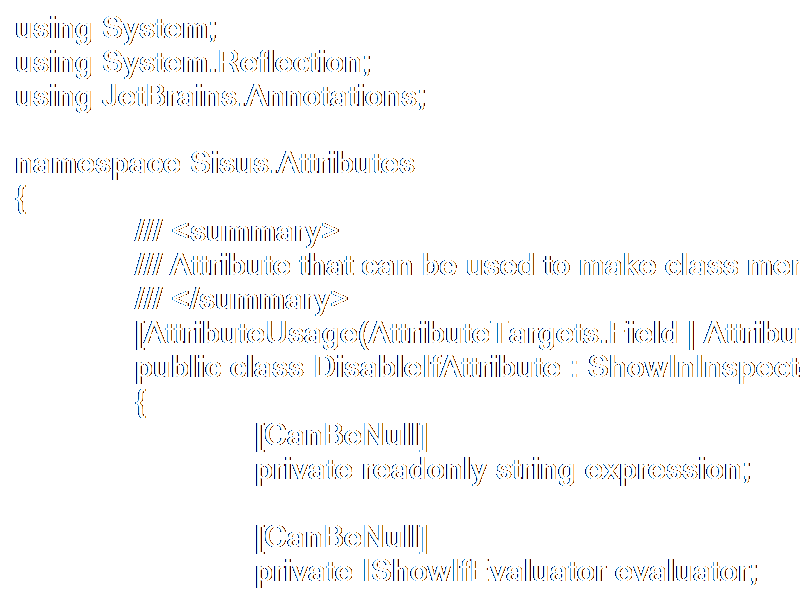 using System;
using System.Reflection;
using JetBrains.Annotations;
namespace Sisus.Attributes
{
/// <summary>
/// Attribute that can be used to make class mer
/// </summary>
[AttributeUsage(AttributeTargets.Field | Attribu
public class DisableIfAttribute : ShowInInspect
{
[CanBeNull]
private readonly string expression;
[CanBeNull]
private IShowIfEvaluator evaluator;